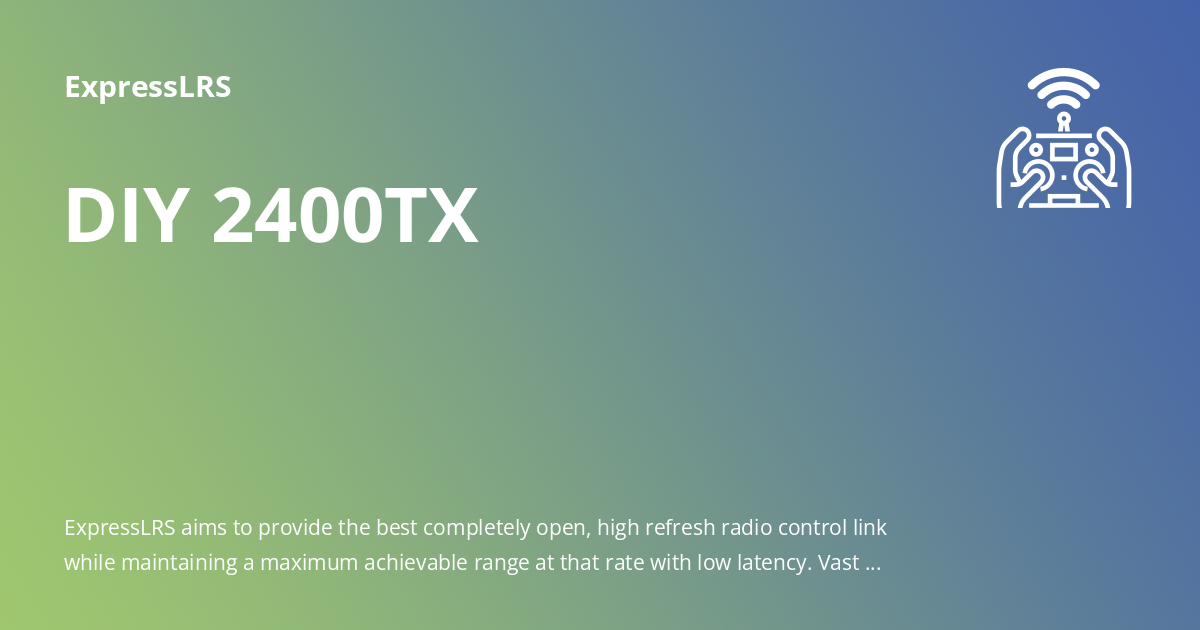 ExpressLRS
DIY 2400TX
ExpressLRS aims to provide the best completely open, high refresh radio control link
while maintaining a maximum achievable range at that rate with low latency. Vast ...